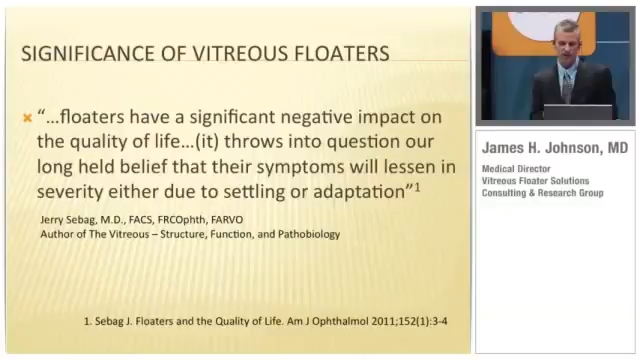 SIGNIFICANCE OF VITREOUS FLOATERS
“…floaters have a significant negative impact on
the quality of life…(it) throws into question our
long held belief that their symptoms will lessen in
severity either due to settling or adaptation”1
Jerry Sebag, M.D., FACS, FRCOphth, FARVO
Author of The Vitreous – Structure, Function, and Pathobiology
1. Sebag J. Floaters and the Quality of Life. Am J Ophthalmol 2011;152(1):3-4
James H. Johnson, MD
Medical Director
Vitreous Floater Solutions
Consulting & Research Group